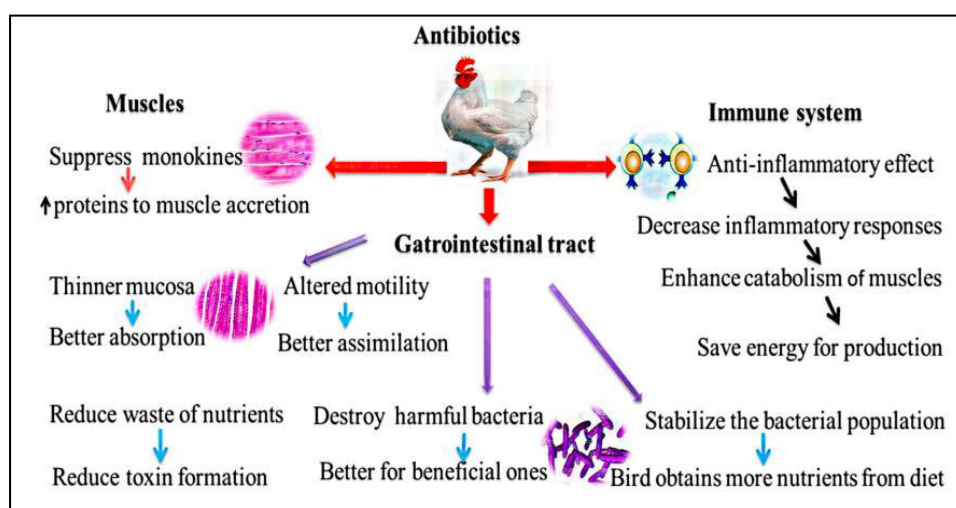 Antibiotics
Muscles
Suppress monokines
↑proteins to muscle accretion
Immune system
Anti-inflammatory effect
Decrease inflammatory responses
Enhance catabolism of muscles
Save energy for production
Gatrointestinal tract
Thinner mucosa
Better absorption
Altered motility
Better assimilation
Reduce waste of nutrients
Reduce toxin formation
Destroy harmful bacteria
Better for beneficial ones
Stabilize the bacterial population
Bird obtains more nutrients from diet